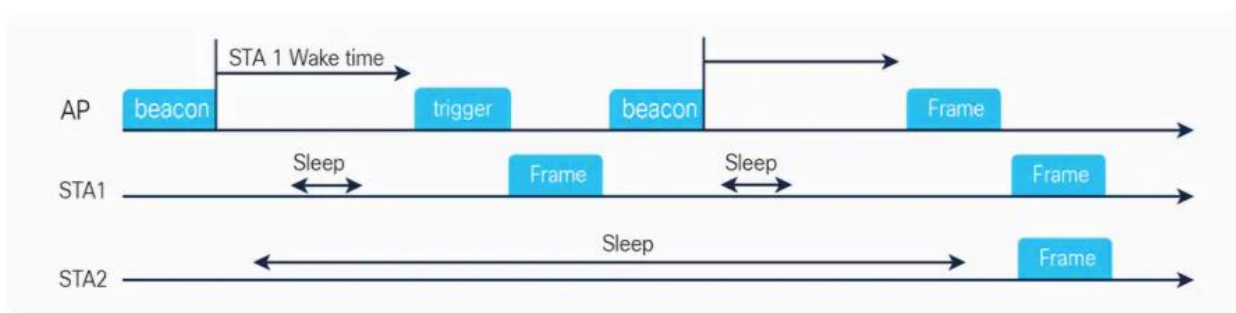 STA 1 Wake time
AP
beacon
trigger
beacon
Frame
Sleep
Sleep
STA1
Frame
Frame
Sleep
STA2
Frame